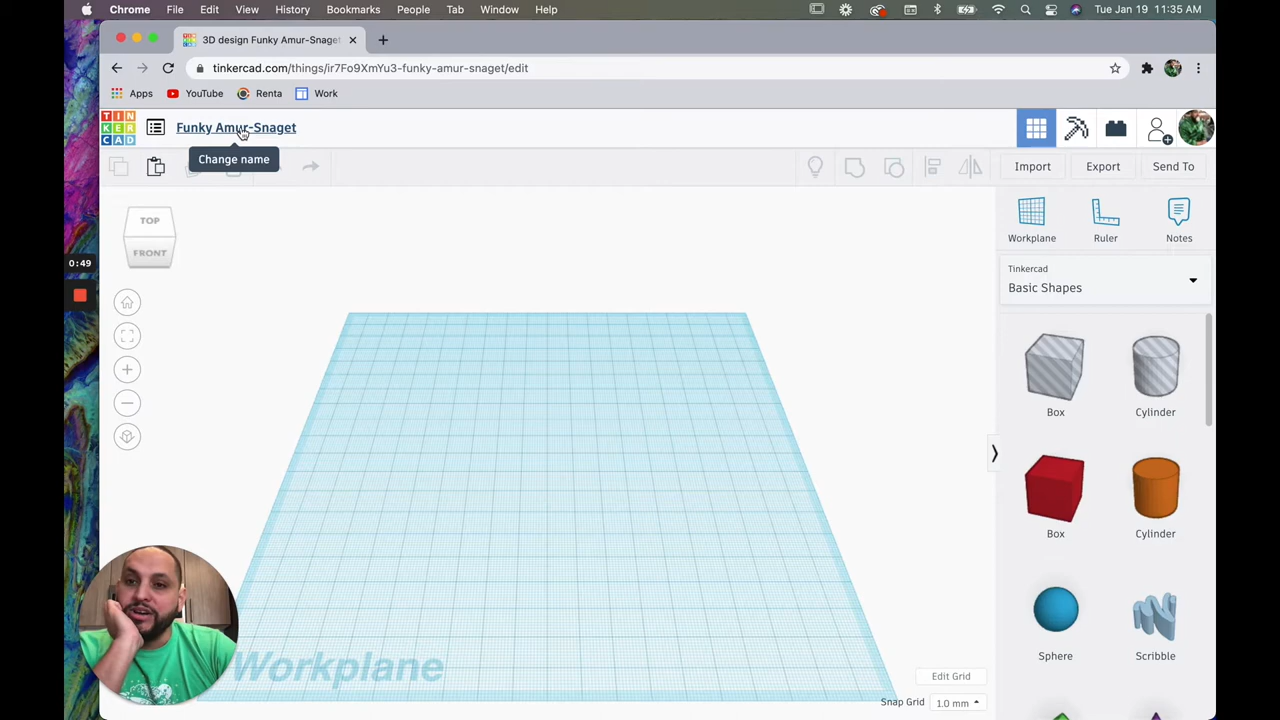 Chrome File Edit View History Bookmarks People Tab Window Help Tue Jan 19 11:35 AM
3D design Funky Amur-Snaget
tinkercad.com/things/ir7Fo9XmYu3-funky-amur-snaget/edit
Apps YouTube Renta Work
TINKERCAD
Funky Amur-Snaget
Change name
Import Export Send To
TOP
FRONT
Workplane Ruler Notes
0:49
Tinkercad
Basic Shapes
Box Cylinder
Box Cylinder
Sphere Scribble
Workplane
Edit Grid
Snap Grid 1.0 mm